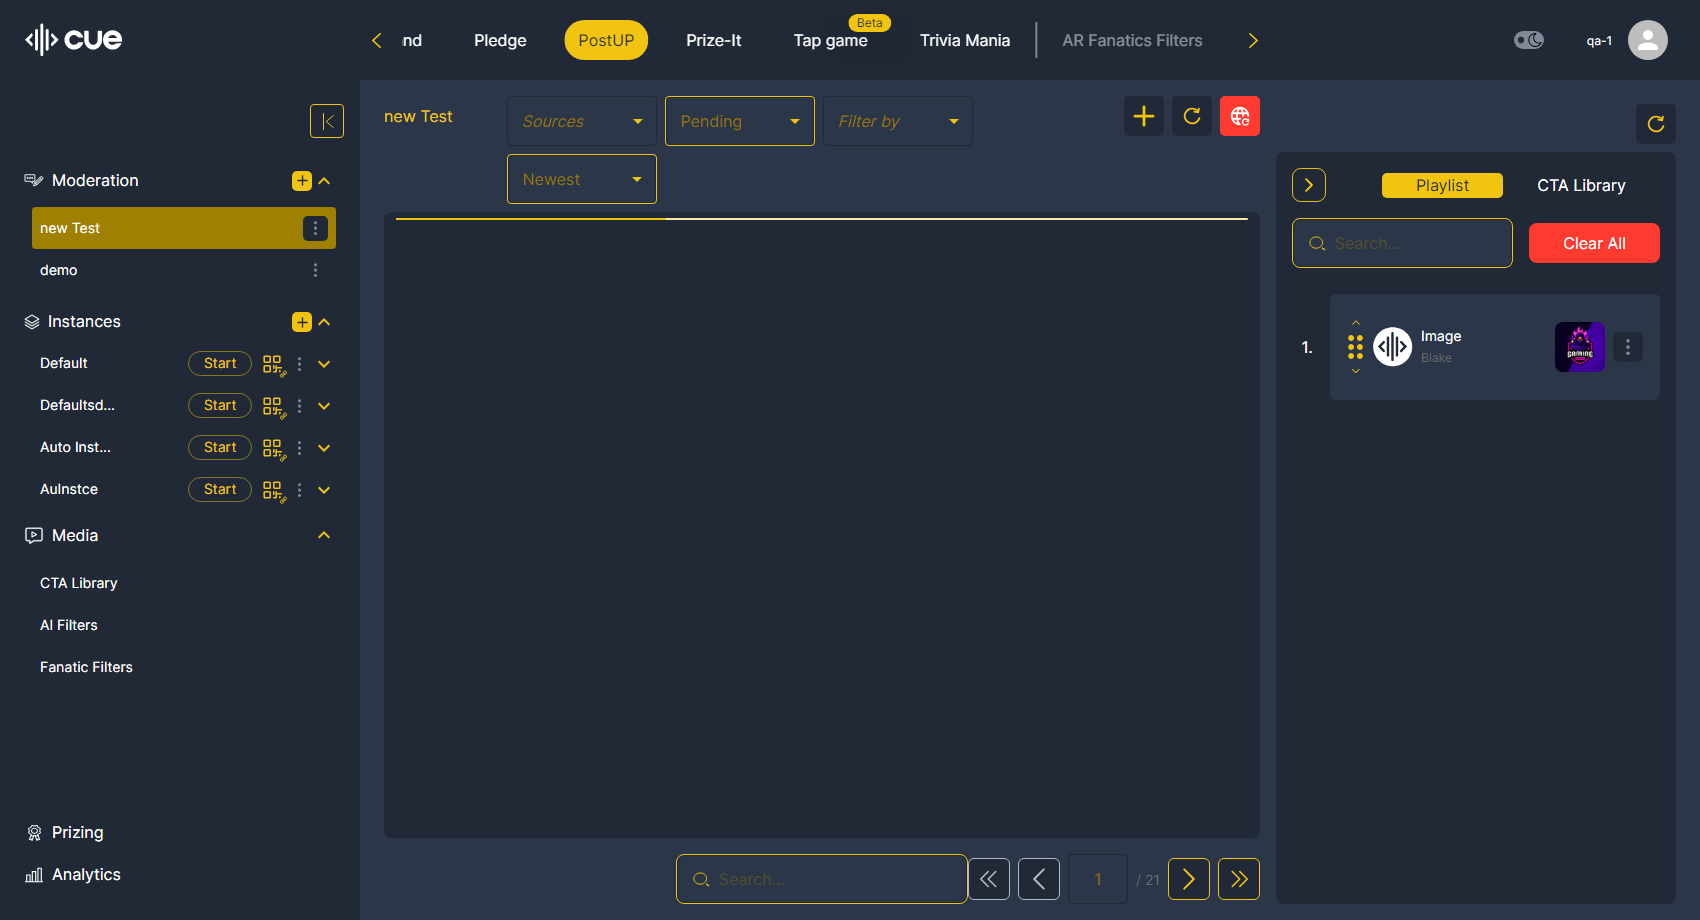 cue
nd
Pledge
PostUP
Prize-It
Tap game
Beta
Trivia Mania
AR Fanatics Filters
qa-1
Moderation
new Test
demo
Instances
Default
Start
Defaultsd...
Start
Auto Inst...
Start
AuInstce
Start
Media
CTA Library
AI Filters
Fanatic Filters
Prizing
Analytics
new Test
Sources
Pending
Filter by
Newest
Search...
1
/ 21
Playlist
CTA Library
Search...
Clear All
1.
Image
Blake
GAMING